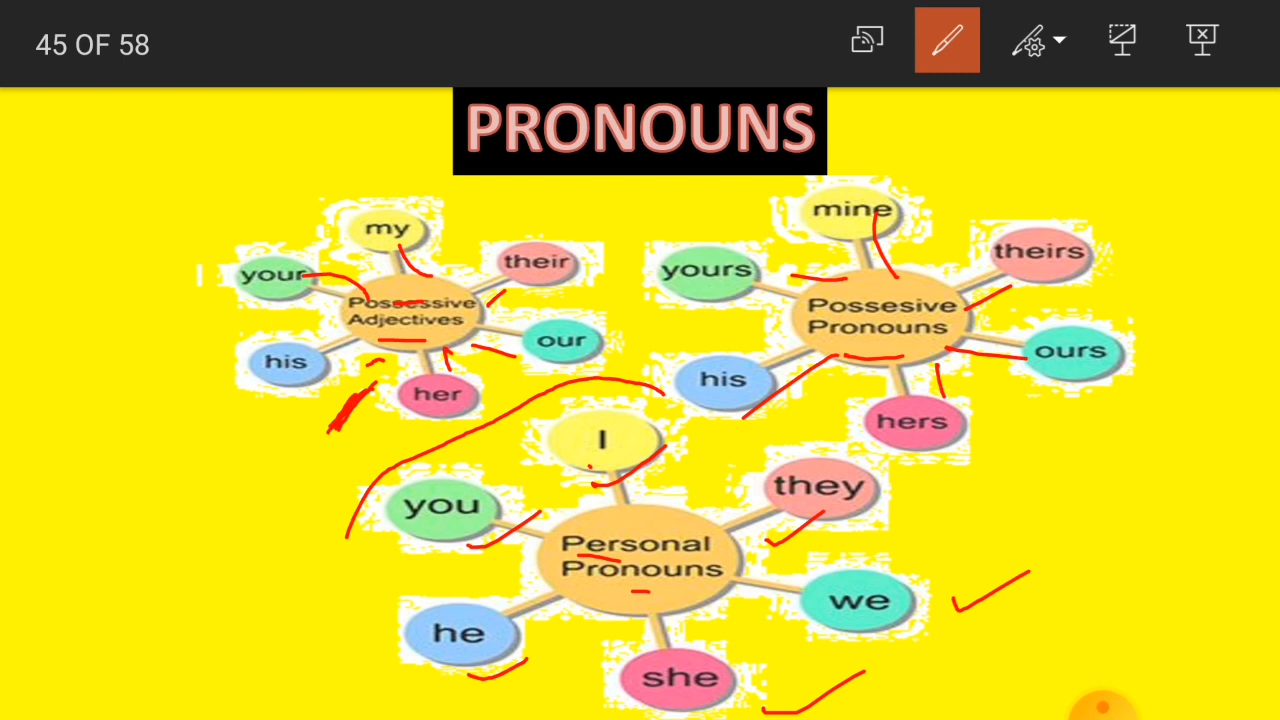 45 OF 58
PRONOUNS
my
your
their
Possessive
Adjectives
his
our
her
mine
yours
theirs
Possesive
Pronouns
his
ours
hers
I
you
they
Personal
Pronouns
he
we
she